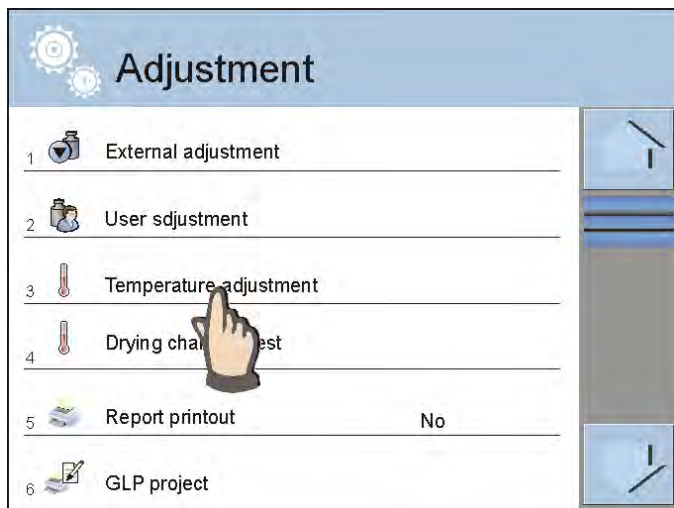 Adjustment
1 External adjustment
2 User sdjustment
3 Temperature adjustment
4 Drying est
5 Report printout No
6 GLP project